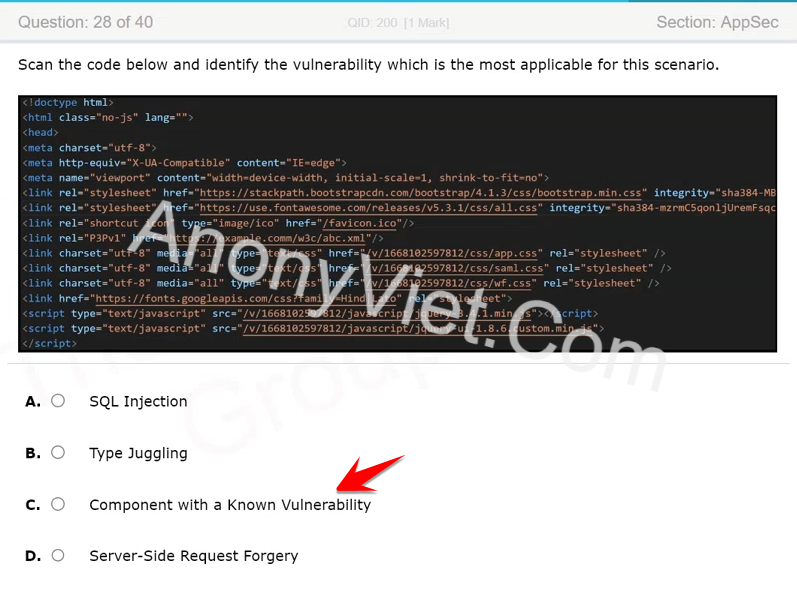 Question: 28 of 40
QID: 200 [1 Mark]
Section: AppSec
Scan the code below and identify the vulnerability which is the most applicable for this scenario.
<!doctype html>
<html class="no-js" lang="">
<head>
<meta charset="utf-8">
<meta http-equiv="X-UA-Compatible" content="IE=edge">
<meta name="viewport" content="width=device-width, initial-scale=1, shrink-to-fit=no">
<link rel="stylesheet" href="https://stackpath.bootstrapcdn.com/bootstrap/4.1.3/css/bootstrap.min.css" integrity="sha384-MB
<link rel="stylesheet" href="https://use.fontawesome.com/releases/v5.3.1/css/all.css" integrity="sha384-mzrmC5qonljUremFsqc
<link rel="shortcut icon" type="image/ico" href="/favicon.ico"/>
<link rel="P3Pv1" href="https://example.comm/w3c/abc.xml"/>
<link charset="utf-8" media="all" type="text/css" href="/v/1668102597812/css/app.css" rel="stylesheet" />
<link charset="utf-8" media="all" type="text/css" href="/v/1668102597812/css/saml.css" rel="stylesheet" />
<link charset="utf-8" media="all" type="text/css" href="/v/1668102597812/css/wf.css" rel="stylesheet" />
<link href="https://fonts.googleapis.com/css?family=Hind|Lato" rel="stylesheet">
<script type="text/javascript" src="/v/1668102597812/javascript/jquery-3.4.1.min.js"></script>
<script type="text/javascript" src="/v/1668102597812/javascript/jquery-ui-1.8.6.custom.min.js">
</script>
AnonyViet.Com
A. SQL Injection
B. Type Juggling
C. Component with a Known Vulnerability
D. Server-Side Request Forgery
Group